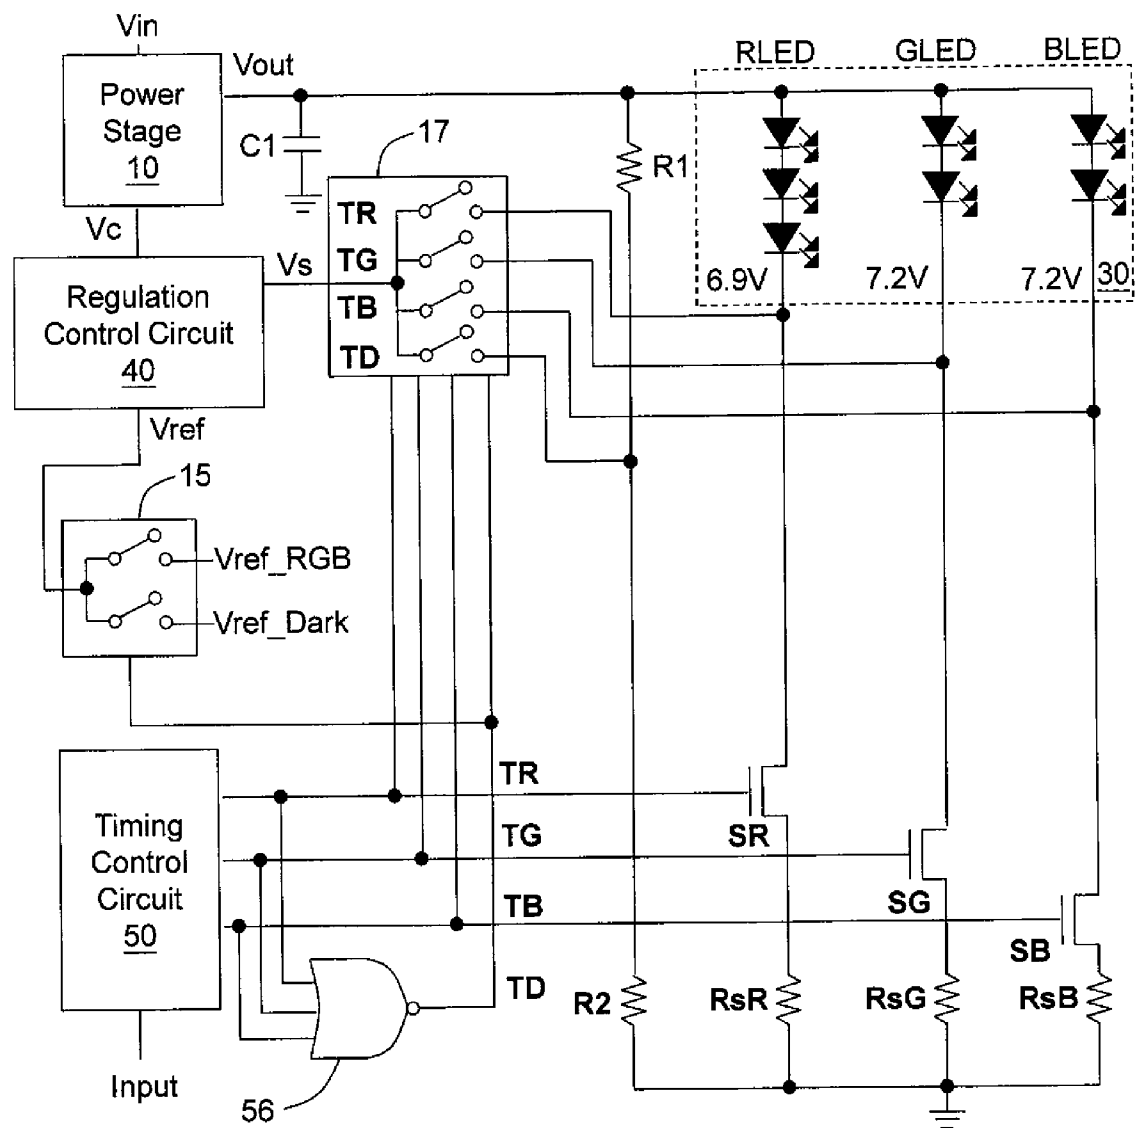 Vin
RLED
GLED
BLED
Vout
Power
Stage
10
C1
17
R1
Vc
TR
TG
TB
TD
Vs
6.9V
7.2V
7.2V
30
Regulation
Control Circuit
40
Vref
15
Vref_RGB
Vref_Dark
Timing
Control
Circuit
50
TR
SR
TG
SG
TB
SB
TD
R2
RsR
RsG
RsB
Input
56